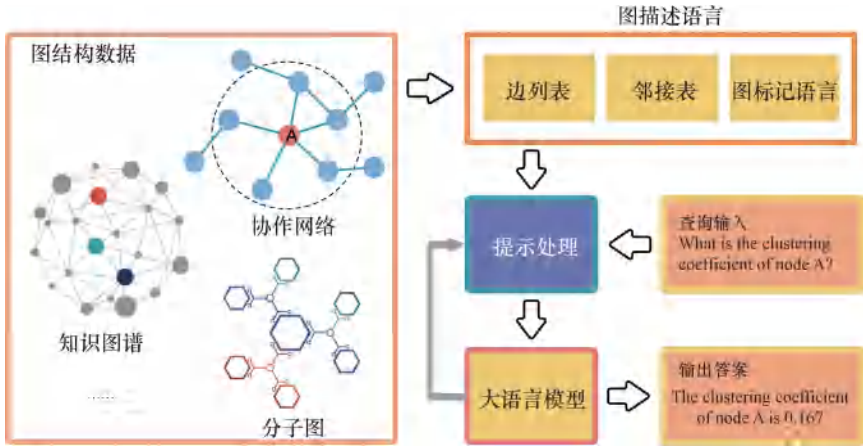 图结构数据
A
协作网络
知识图谱
......
分子图
图描述语言
边列表
邻接表
图标记语言
提示处理
查询输入
What is the clustering
coefficient of node A?
大语言模型
输出答案
The clustering coefficient
of node A is 0.167